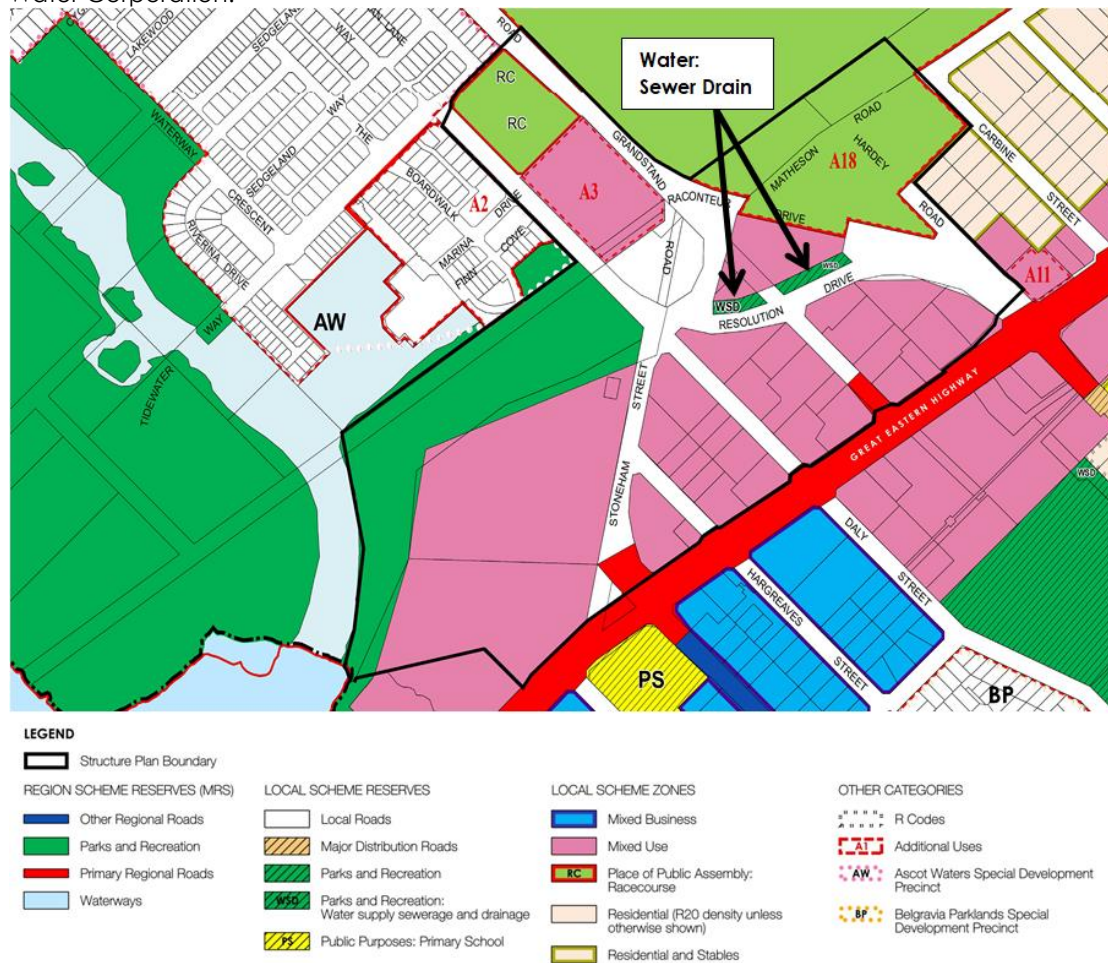 Water Corporation.
LAKEWOOD
SEDGELAND
WAY
LANE
ROAD
RC
RC
Water:
Sewer Drain
WATERWAY
SEDGELAND
WAY
THE
CRESCENT
RIVERINA DRIVE
BOARDWALK
A2
DRIVE
MARINA
COVE
FINN
AW
WAY
TIDEWATER
GRANDSTAND
A3
ROAD
RACONTEUR
DRIVE
MATHESON
ROAD
HARDEY
ROAD
A18
CARBINE
STREET
A11
WSD
WSD
RESOLUTION
DRIVE
STREET
STONEHAM
GREAT EASTERN HIGHWAY
WSD
DALY
STREET
HARGREAVES
STREET
PS
BP
LEGEND
Structure Plan Boundary
REGION SCHEME RESERVES (MRS)
Other Regional Roads
Parks and Recreation
Primary Regional Roads
Waterways
LOCAL SCHEME RESERVES
Local Roads
Major Distribution Roads
Parks and Recreation
WSD
Parks and Recreation:
Water supply sewerage and drainage
PS
Public Purposes: Primary School
LOCAL SCHEME ZONES
Mixed Business
Mixed Use
RC
Place of Public Assembly:
Racecourse
Residential (R20 density unless
otherwise shown)
Residential and Stables
OTHER CATEGORIES
R Codes
A1
Additional Uses
AW
Ascot Waters Special Development
Precinct
BP
Belgravia Parklands Special
Development Precinct